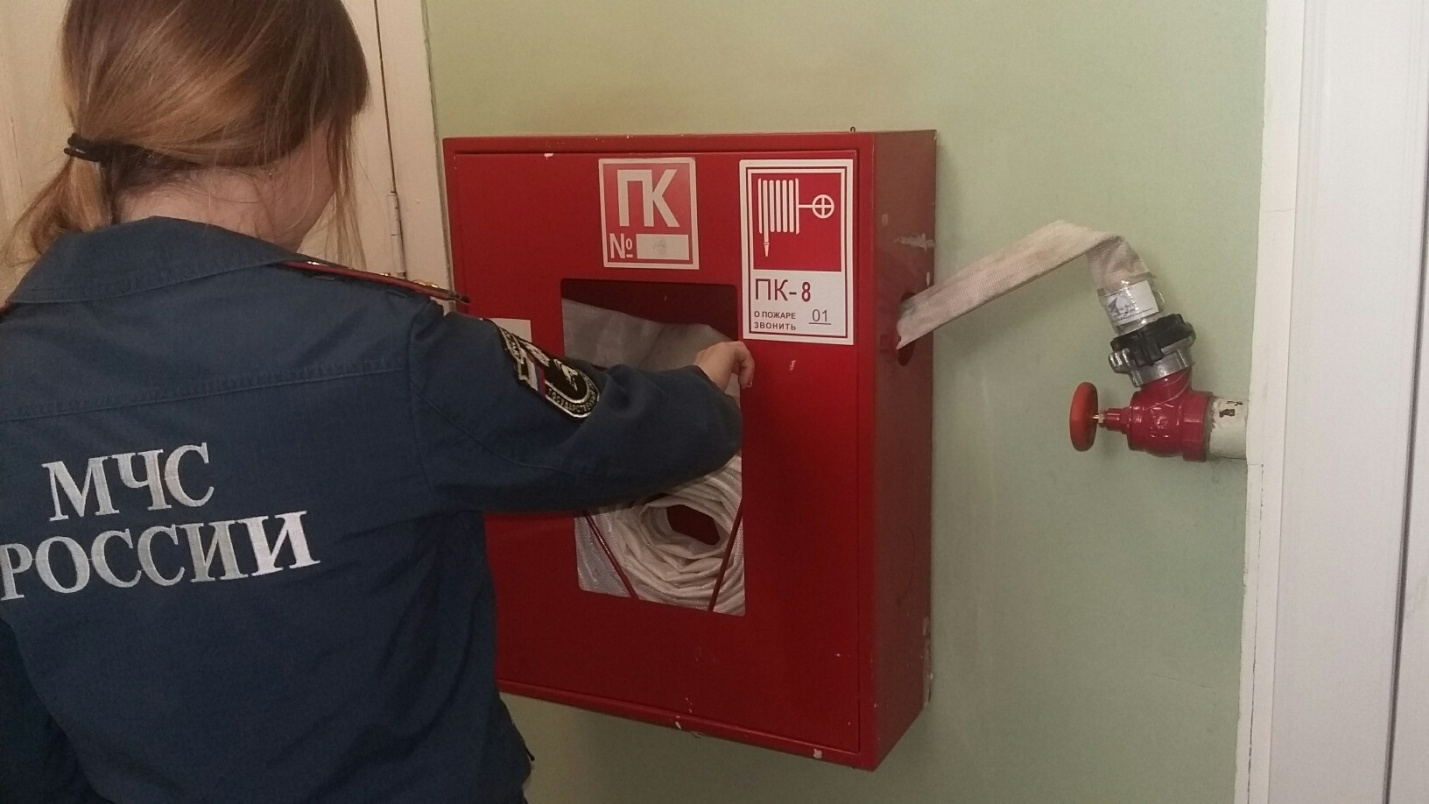 МЧС
РОССИИ
ПК
№
ПК-8
О ПОЖАРЕ
ЗВОНИТЬ 01